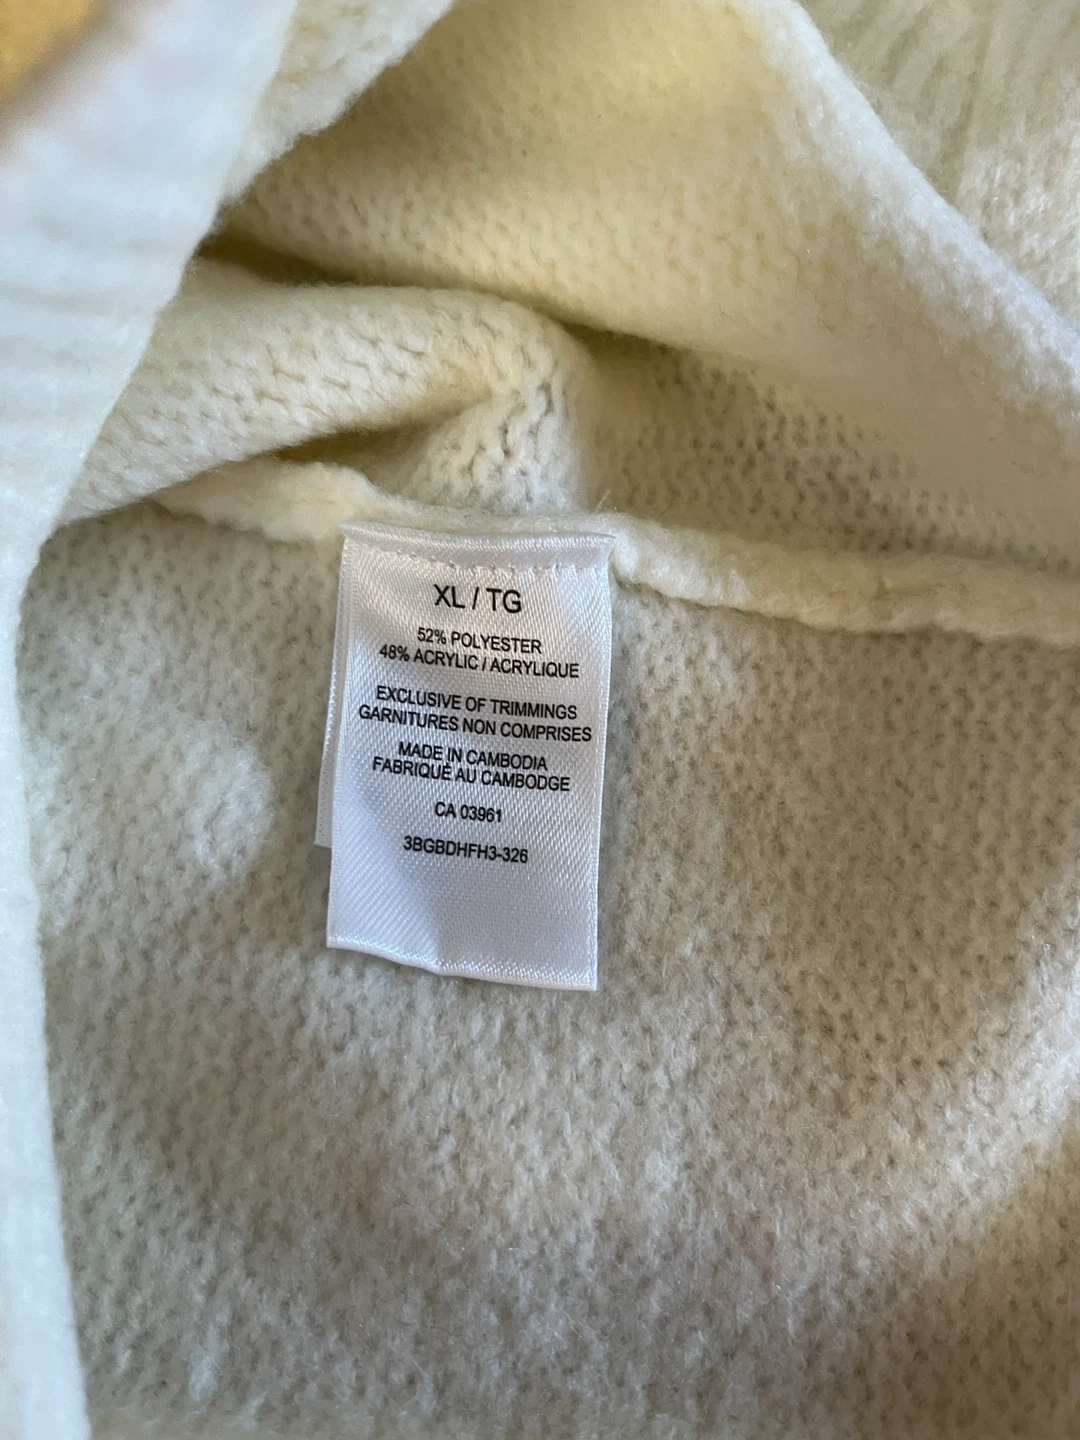 XL / TG
52% POLYESTER
48% ACRYLIC / ACRYLIQUE
EXCLUSIVE OF TRIMMINGS
GARNITURES NON COMPRISES
MADE IN CAMBODIA
FABRIQUÉ AU CAMBODGE
CA 03961
3BGBDHFH3-326